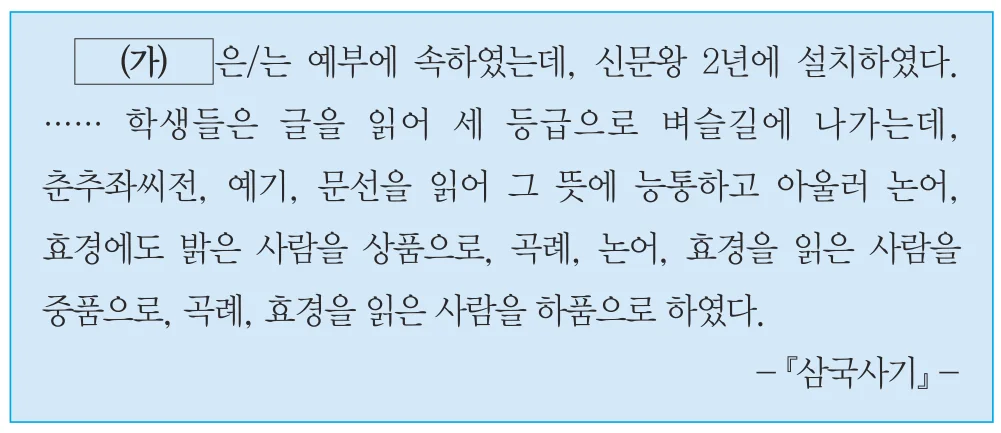 (가) 은/는 예부에 속하였는데, 신문왕 2년에 설치하였다.
…… 학생들은 글을 읽어 세 등급으로 벼슬길에 나가는데,
춘추좌씨전, 예기, 문선을 읽어 그 뜻에 능통하고 아울러 논어,
효경에도 밝은 사람을 상품으로, 곡례, 논어, 효경을 읽은 사람을
중품으로, 곡례, 효경을 읽은 사람을 하품으로 하였다.
-『삼국사기』-